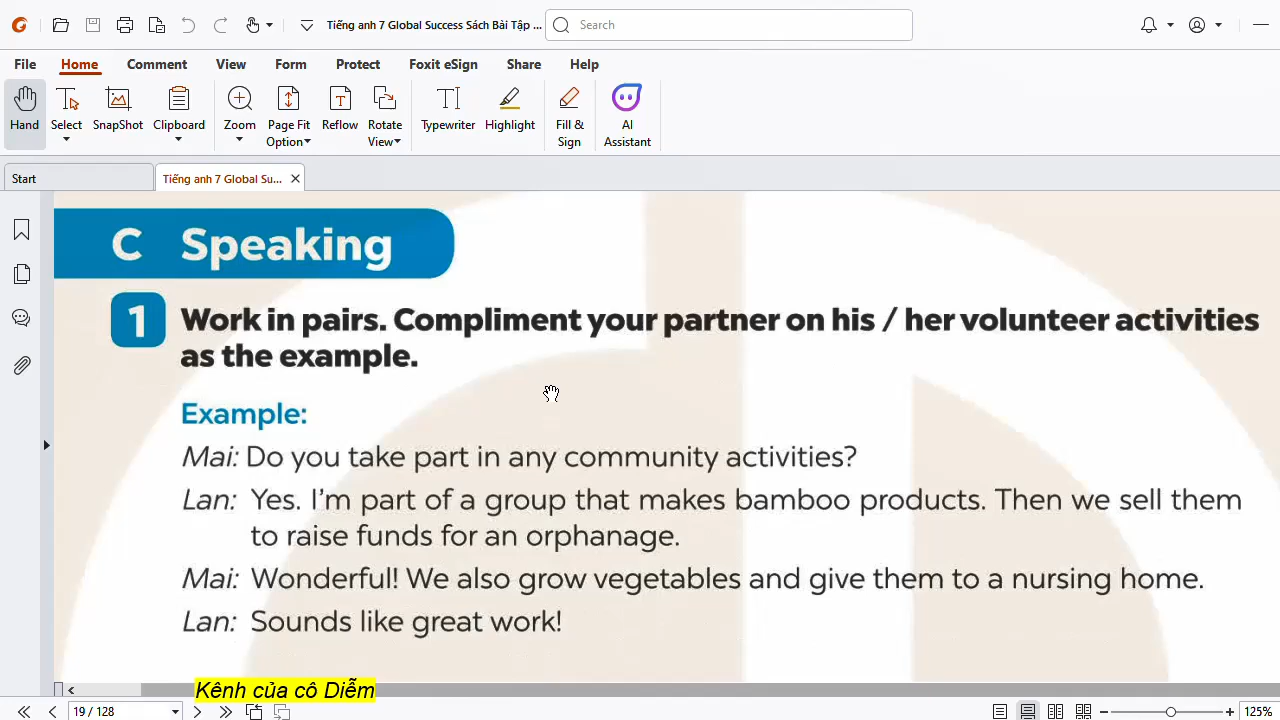 Tiếng anh 7 Global Success Sách Bài Tập ...
Search
File Home Comment View Form Protect Foxit eSign Share Help
Hand Select SnapShot Clipboard Zoom Page Fit Option Reflow Rotate View Typewriter Highlight Fill & Sign AI Assistant
Start Tiếng anh 7 Global Su...
C Speaking
1 Work in pairs. Compliment your partner on his / her volunteer activities
as the example.
Example:
Mai: Do you take part in any community activities?
Lan: Yes. I'm part of a group that makes bamboo products. Then we sell them
to raise funds for an orphanage.
Mai: Wonderful! We also grow vegetables and give them to a nursing home.
Lan: Sounds like great work!
Kênh của cô Diễm
19 / 128 125%